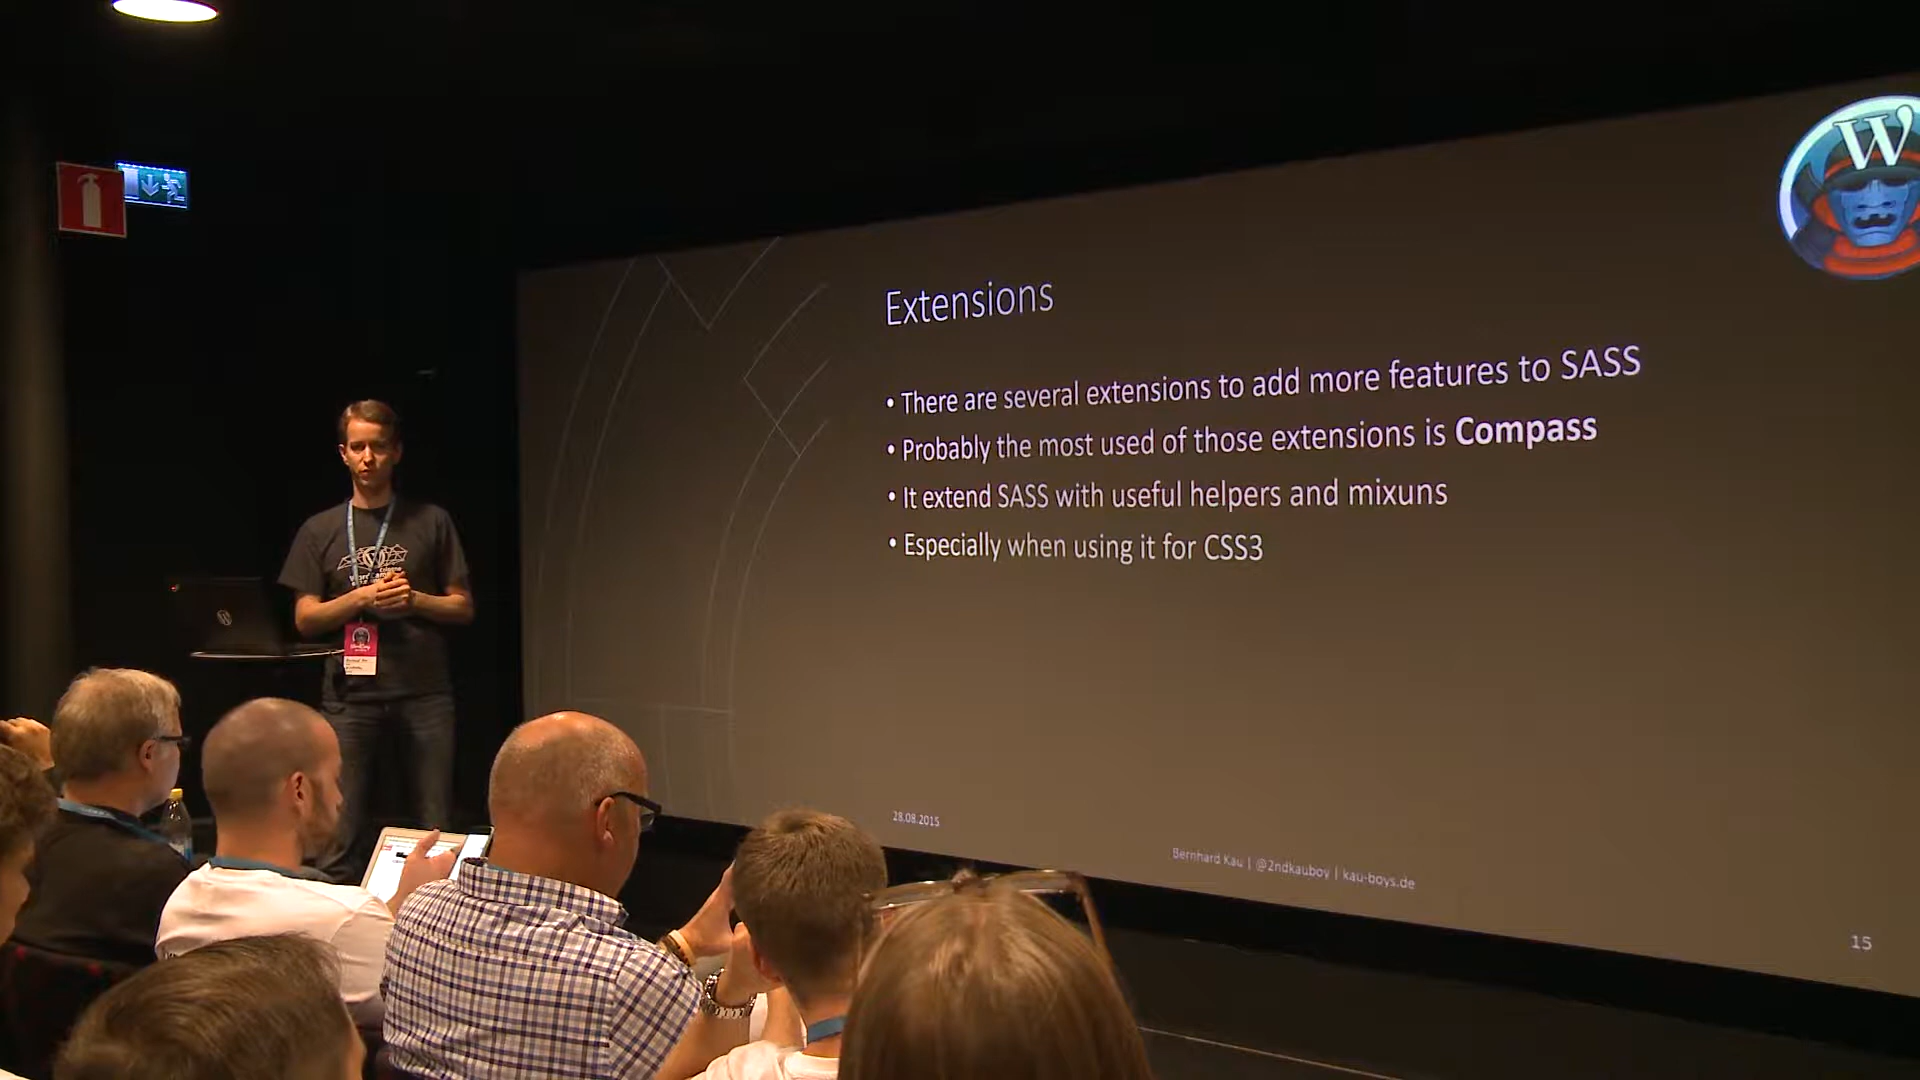 W
Extensions
• There are several extensions to add more features to SASS
• Probably the most used of those extensions is Compass
• It extend SASS with useful helpers and mixuns
• Especially when using it for CSS3
28.08.2015
Bernhard Kau | @2ndkauboy | kau-boys.de
15